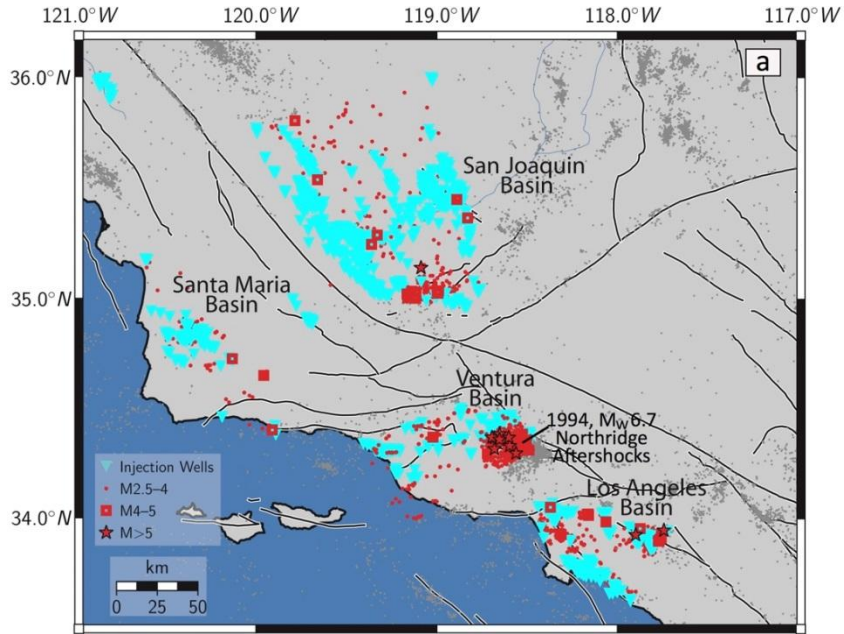 121.0°W 120.0°W 119.0°W 118.0°W 117.0°W
a
36.0°N
San Joaquin
Basin
35.0°N
Santa Maria
Basin
Ventura
Basin
1994, Mw6.7
Northridge
Aftershocks
Los Angeles
Basin
34.0°N
Injection Wells
M2.5–4
M4–5
M>5
km
0 25 50